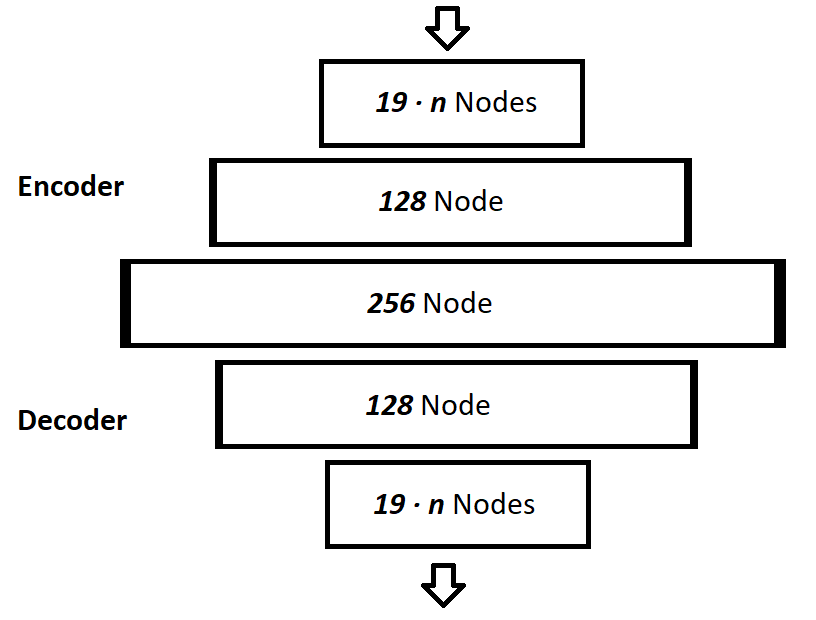 19 · n Nodes
Encoder
128 Node
256 Node
128 Node
Decoder
19 · n Nodes